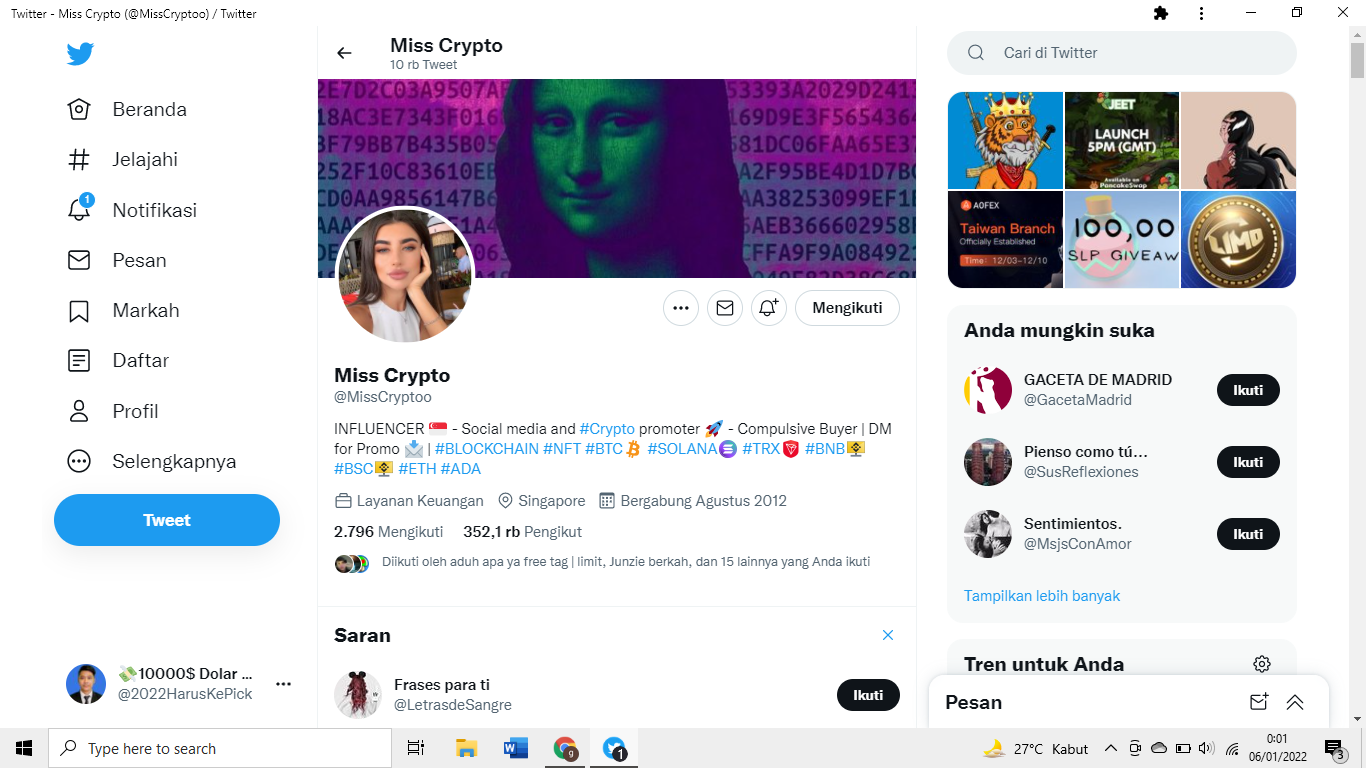 Twitter - Miss Crypto (@MissCryptoo) / Twitter
Beranda
Jelajahi
1
Notifikasi
Pesan
Markah
Daftar
Profil
Selengkapnya
Tweet
💸10000$ Dolar ...
@2022HarusKePick
Miss Crypto
10 rb Tweet
Mengikuti
Miss Crypto
@MissCryptoo
INFLUENCER 🇸🇬 - Social media and #Crypto promoter 🚀 - Compulsive Buyer | DM
for Promo 📩 | #BLOCKCHAIN #NFT #BTC #SOLANA #TRX #BNB
#BSC #ETH #ADA
Layanan Keuangan Singapore Bergabung Agustus 2012
2.796 Mengikuti 352,1 rb Pengikut
Diikuti oleh aduh apa ya free tag | limit, Junzie berkah, dan 15 lainnya yang Anda ikuti
Saran
Frases para ti
@LetrasdeSangre
Ikuti
Cari di Twitter
JEET
LAUNCH
5PM (GMT)
Available on
PancakeSwap
AOFEX
Taiwan Branch
Officially Established
Time: 12/03-12/10
100,00
SLP GIVEAW
LIMO
Anda mungkin suka
GACETA DE MADRID
@GacetaMadrid
Ikuti
Pienso como tú...
@SusReflexiones
Ikuti
Sentimientos.
@MsjsConAmor
Ikuti
Tampilkan lebih banyak
Tren untuk Anda
Pesan
Type here to search
g
1
27°C Kabut
0:01
06/01/2022
3